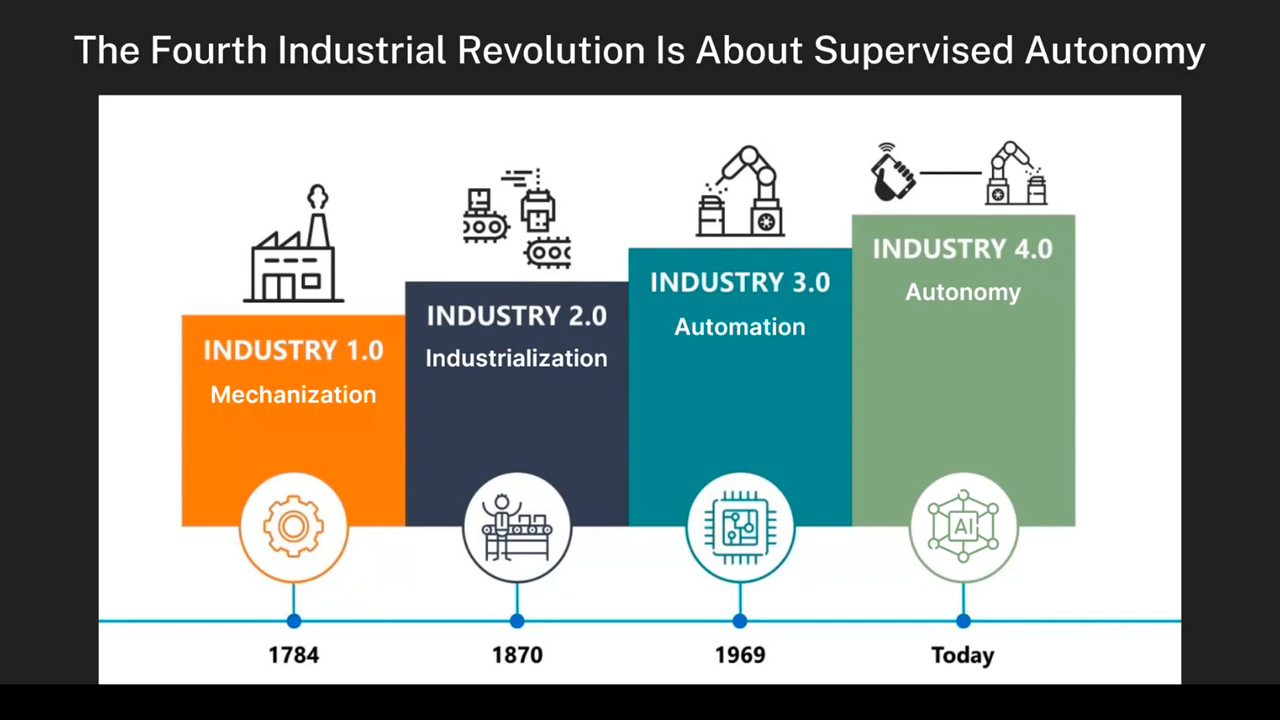 The Fourth Industrial Revolution Is About Supervised Autonomy
INDUSTRY 1.0
Mechanization
INDUSTRY 2.0
Industrialization
INDUSTRY 3.0
Automation
INDUSTRY 4.0
Autonomy
AI
1784
1870
1969
Today